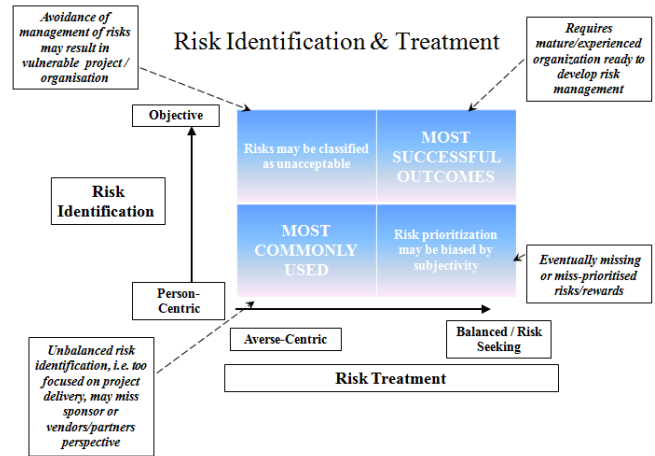 Avoidance of
management of risks
may result in
vulnerable project /
organisation
Risk Identification & Treatment
Requires
mature/experienced
organization ready to
develop risk
management
Objective
Risks may be classified
as unacceptable
MOST
SUCCESSFUL
OUTCOMES
Risk
Identification
MOST
COMMONLY
USED
Risk prioritization
may be biased by
subjectivity
Eventually missing
or miss-prioritised
risks/rewards
Person-
Centric
Averse-Centric
Balanced / Risk
Seeking
Risk Treatment
Unbalanced risk
identification, i.e. too
focused on project
delivery, may miss
sponsor or
vendors/partners
perspective